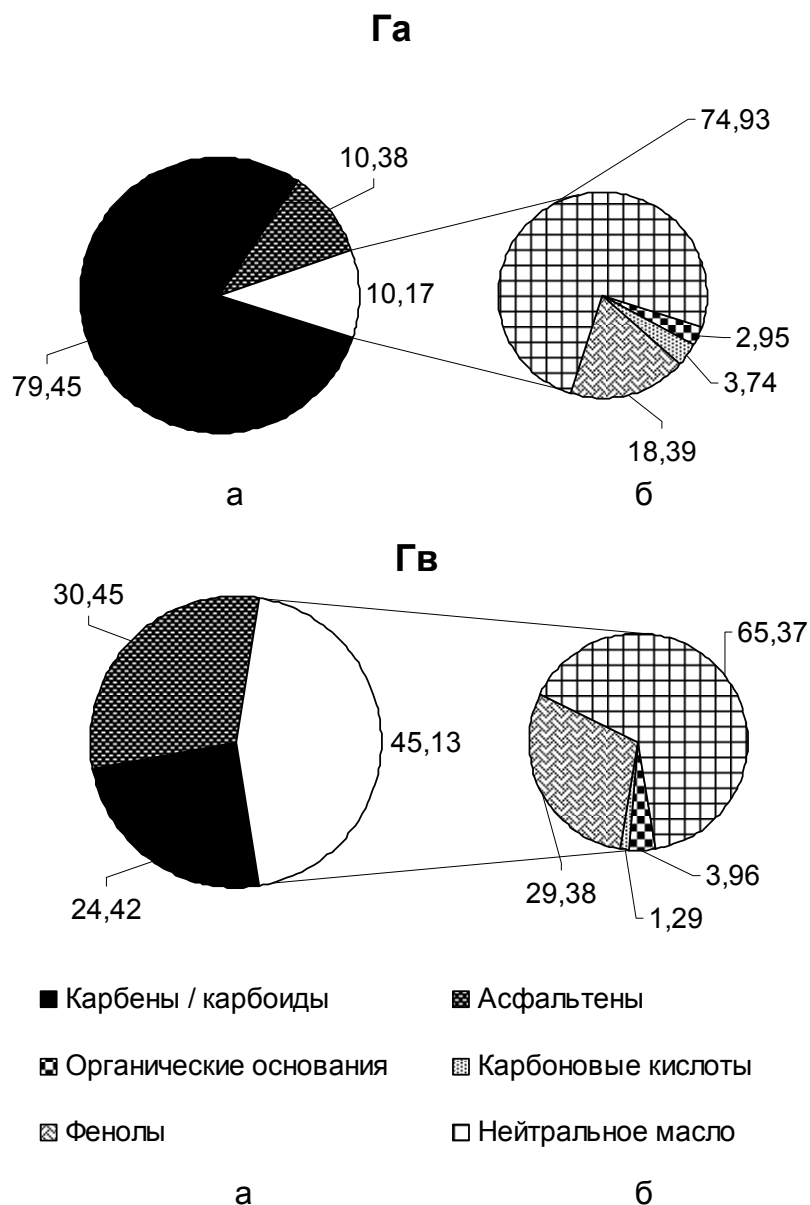 Га
74,93
10,38
10,17
2,95
79,45
3,74
18,39
а б
Гв
30,45
65,37
45,13
24,42
29,38
3,96
1,29
Карбены / карбоиды Асфальтены
Органические основания Карбоновые кислоты
Фенолы Нейтральное масло
а б